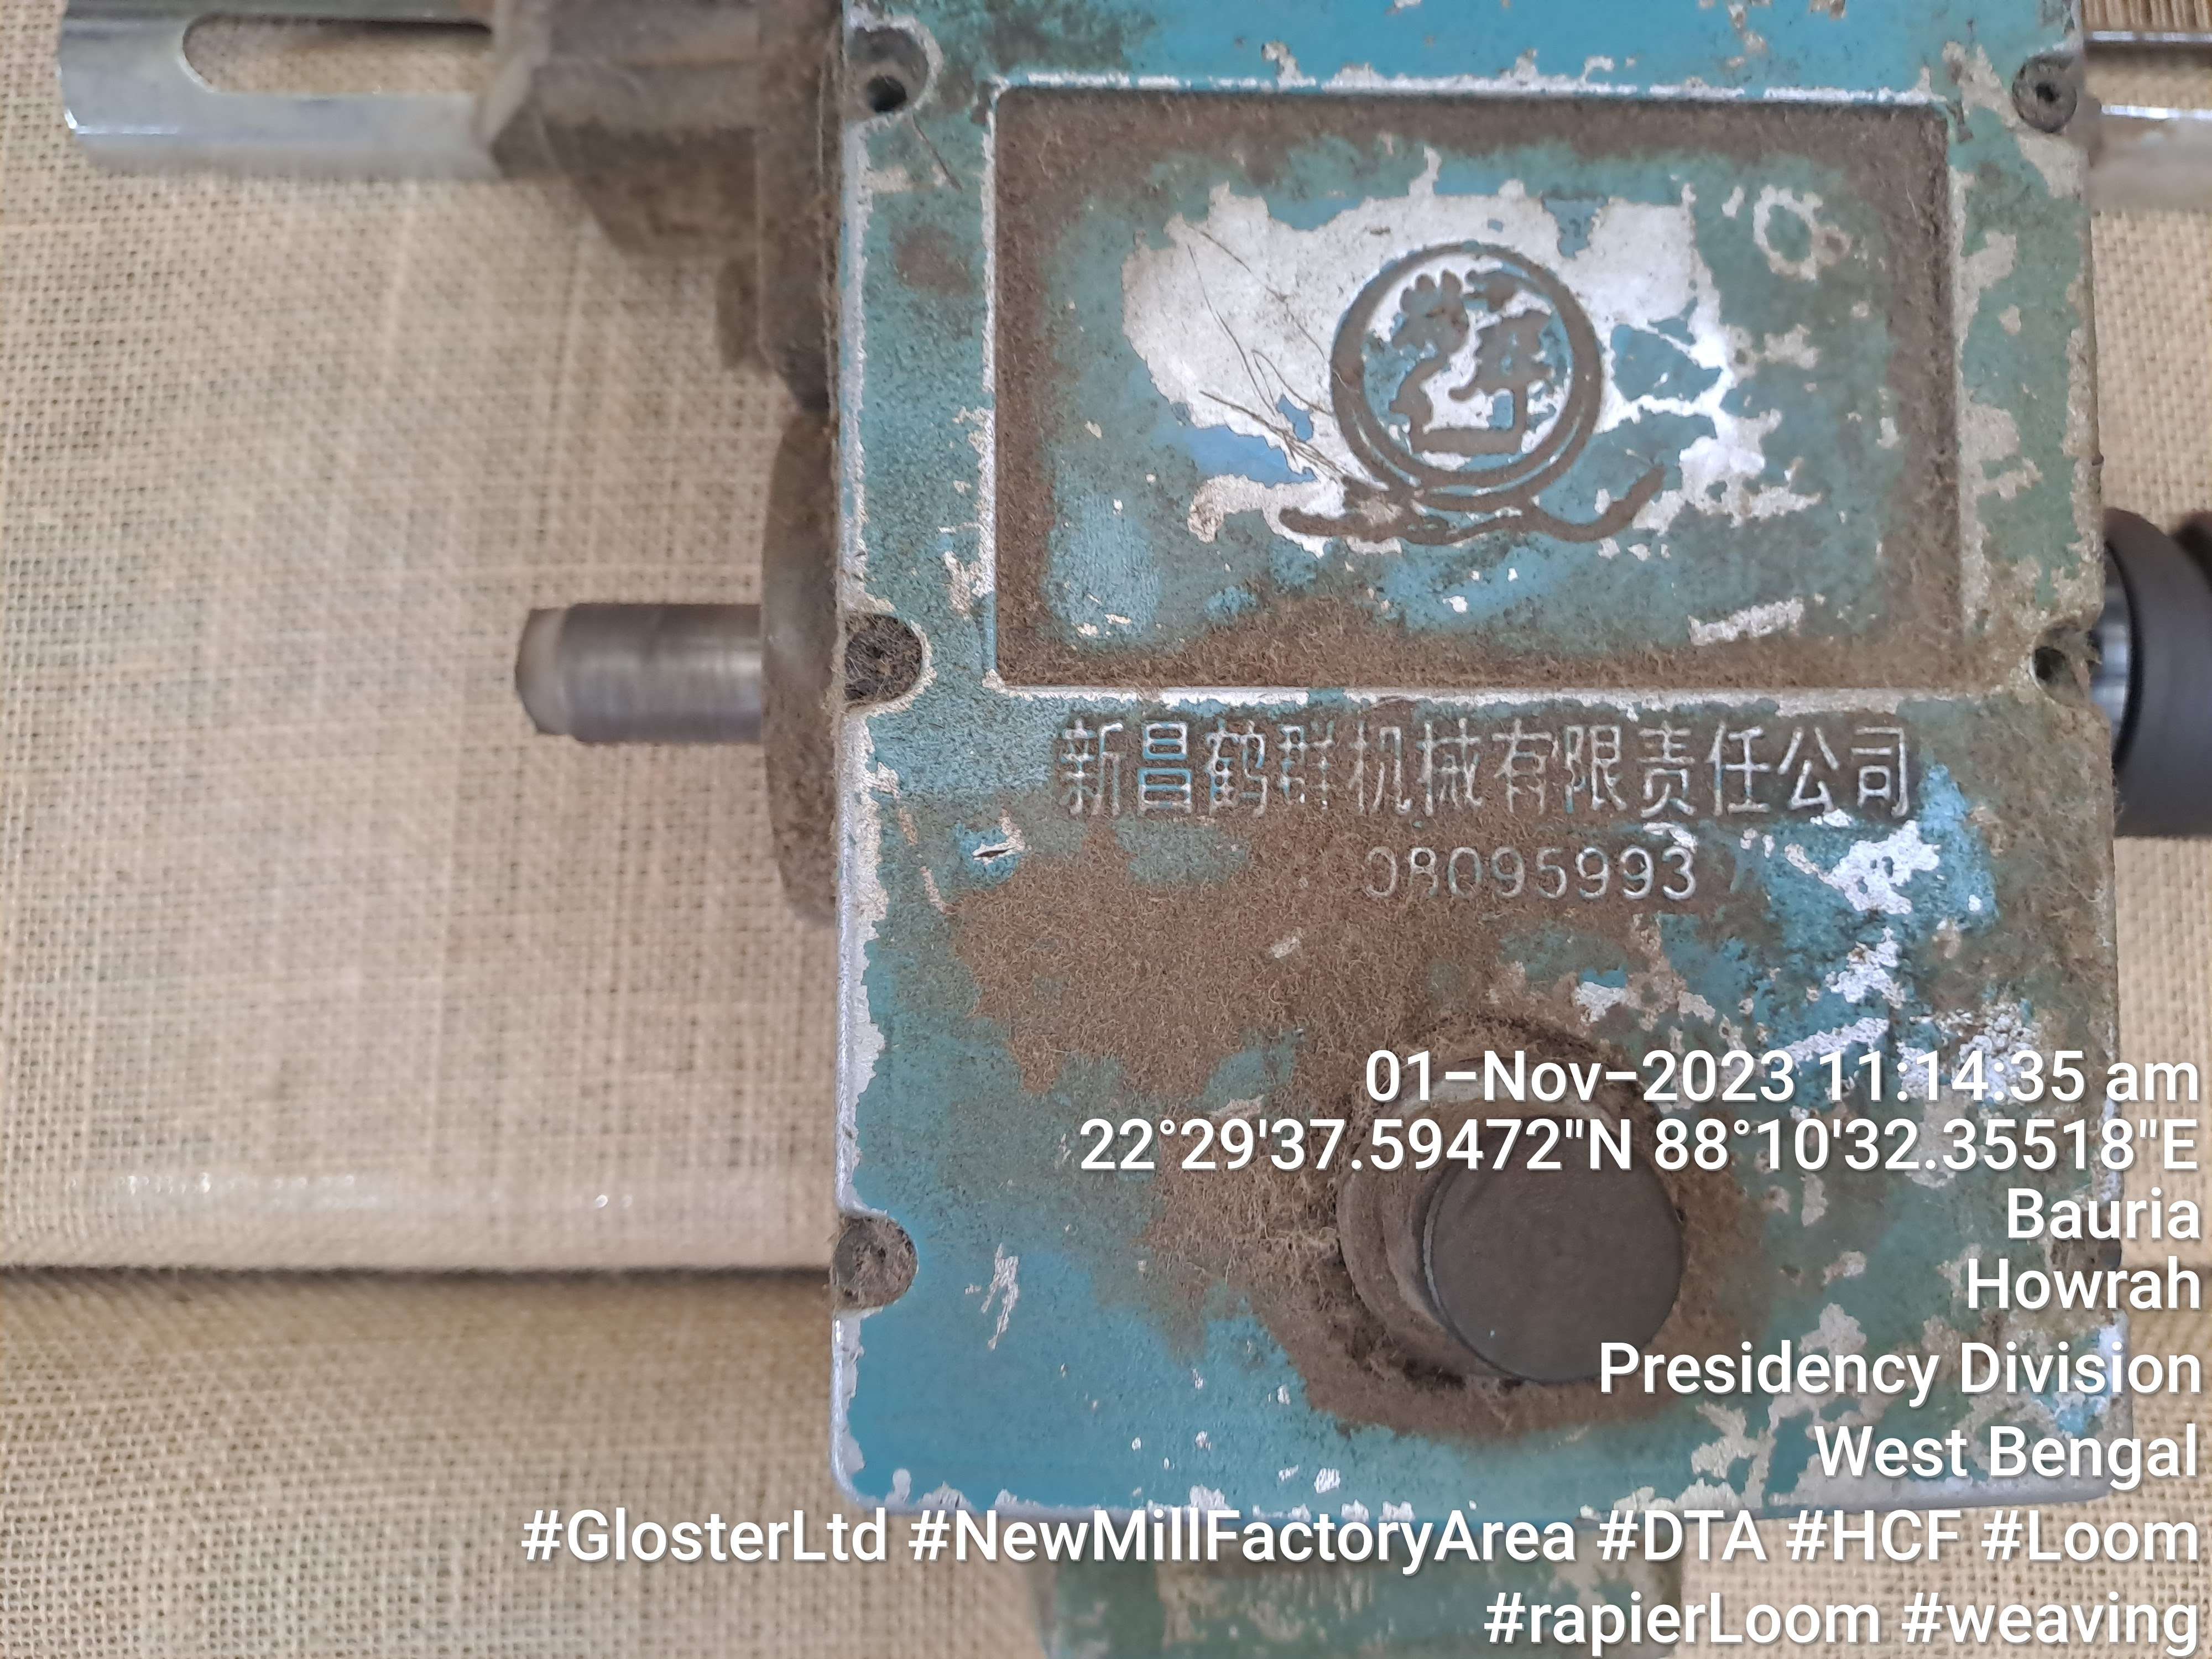 新昌鹤群机械有限责任公司
08095993
01-Nov-2023 11:14:35 am
22°29'37.59472"N 88°10'32.35518"E
Bauria
Howrah
Presidency Division
West Bengal
#GlosterLtd #NewMillFactoryArea #DTA #HCF #Loom
#rapierLoom #weaving